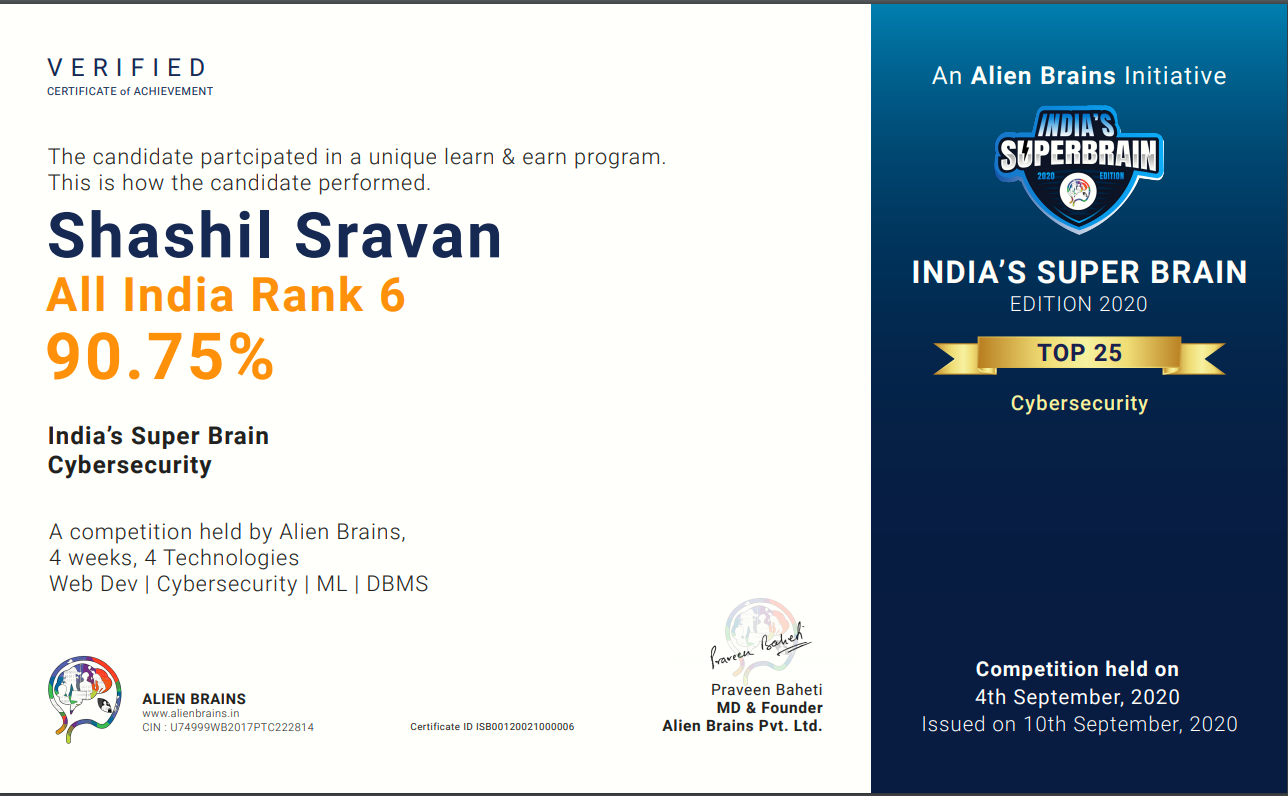 VERIFIED
CERTIFICATE of ACHIEVEMENT
The candidate partcipated in a unique learn & earn program.
This is how the candidate performed.
Shashil Sravan
All India Rank 6
90.75%
India's Super Brain
Cybersecurity
A competition held by Alien Brains,
4 weeks, 4 Technologies
Web Dev | Cybersecurity | ML | DBMS
ALIEN BRAINS
www.alienbrains.in
CIN : U74999WB2017PTC222814
Certificate ID ISB00120021000006
Praveen Baheti
Praveen Baheti
MD & Founder
Alien Brains Pvt. Ltd.
An Alien Brains Initiative
INDIA'S
SUPERBRAIN
2020 EDITION
INDIA'S SUPER BRAIN
EDITION 2020
TOP 25
Cybersecurity
Competition held on
4th September, 2020
Issued on 10th September, 2020